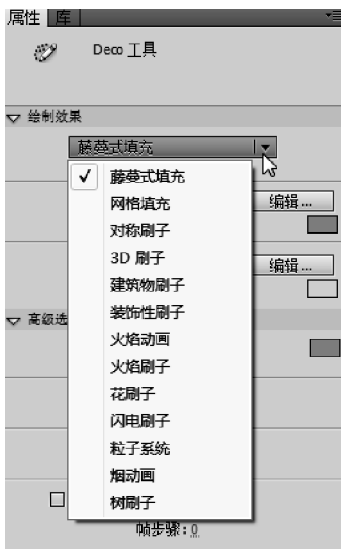 属性 库
Deco 工具
绘制效果
藤蔓式填充
藤蔓式填充
网格填充
对称刷子
编辑...
3D 刷子
编辑...
建筑物刷子
装饰性刷子
高级选
火焰动画
火焰刷子
花刷子
闪电刷子
粒子系统
烟动画
树刷子
帧步骤:0